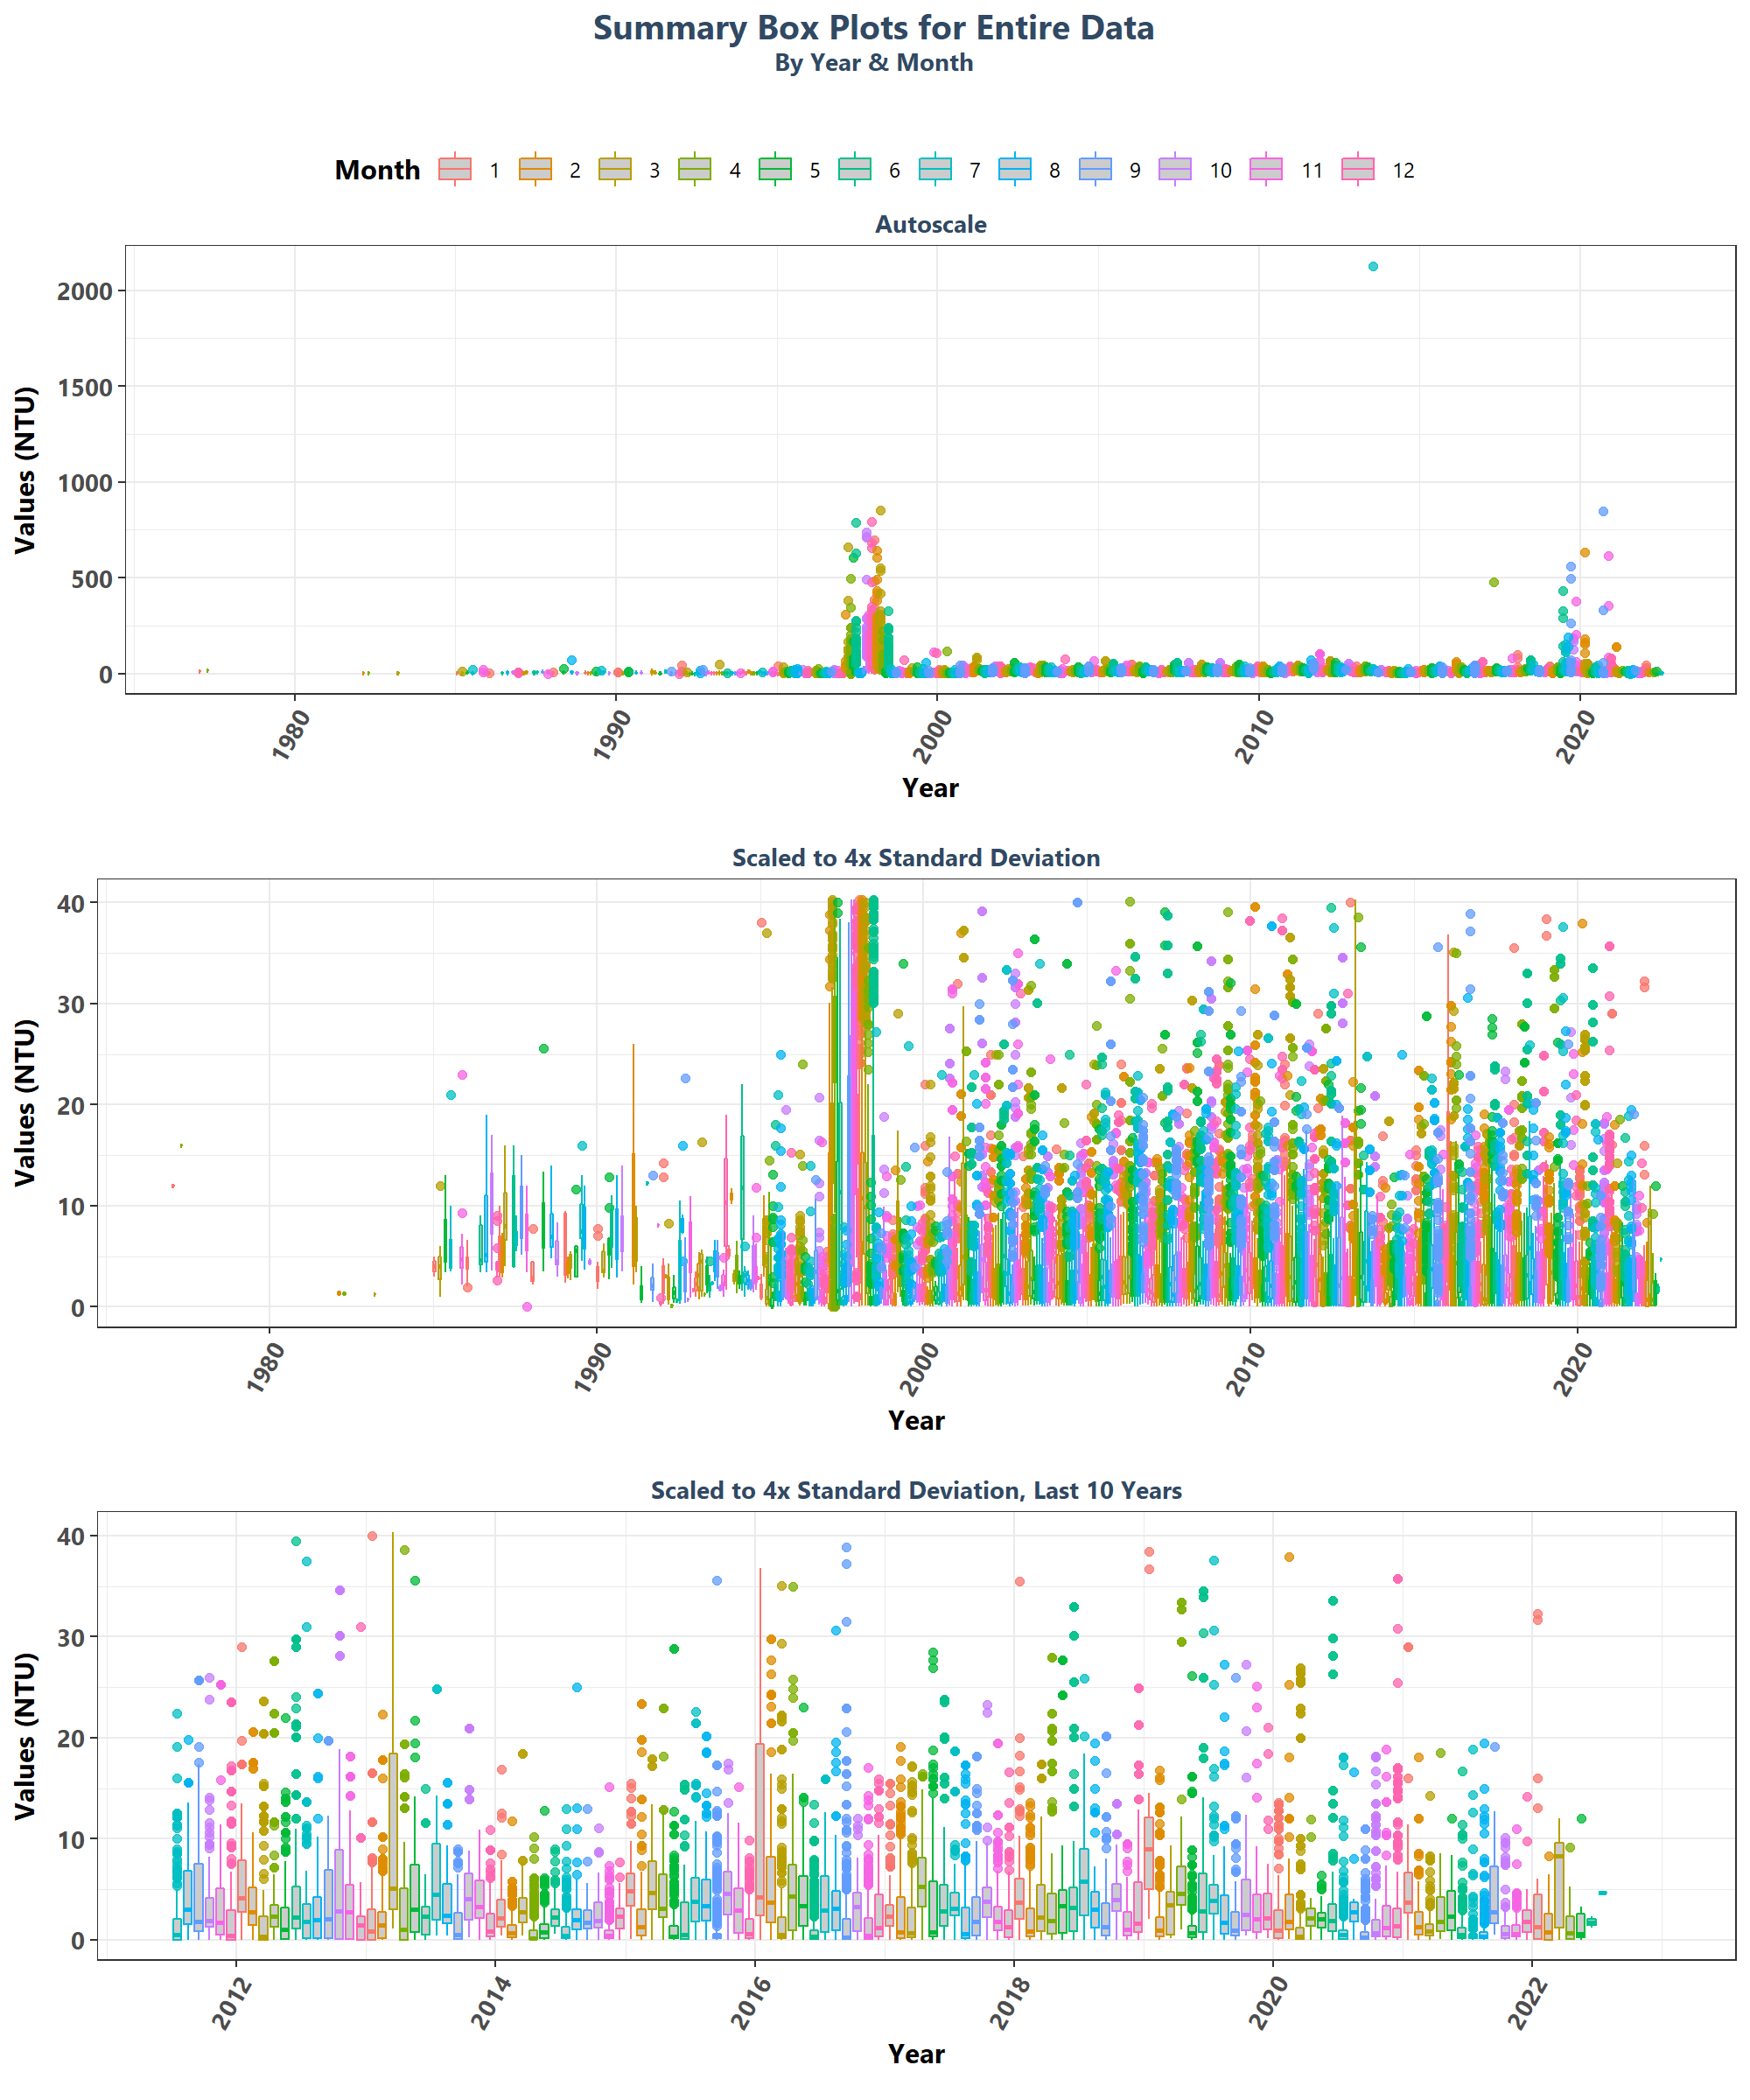 Summary Box Plots for Entire Data
By Year & Month
Month 1 2 3 4 5 6 7 8 9 10 11 12
Autoscale
Values (NTU)
2000
1500
1000
500
0
1980 1990 2000 2010 2020
Year
Scaled to 4x Standard Deviation
Values (NTU)
40
30
20
10
0
1980 1990 2000 2010 2020
Year
Scaled to 4x Standard Deviation, Last 10 Years
Values (NTU)
40
30
20
10
0
2012 2014 2016 2018 2020 2022
Year